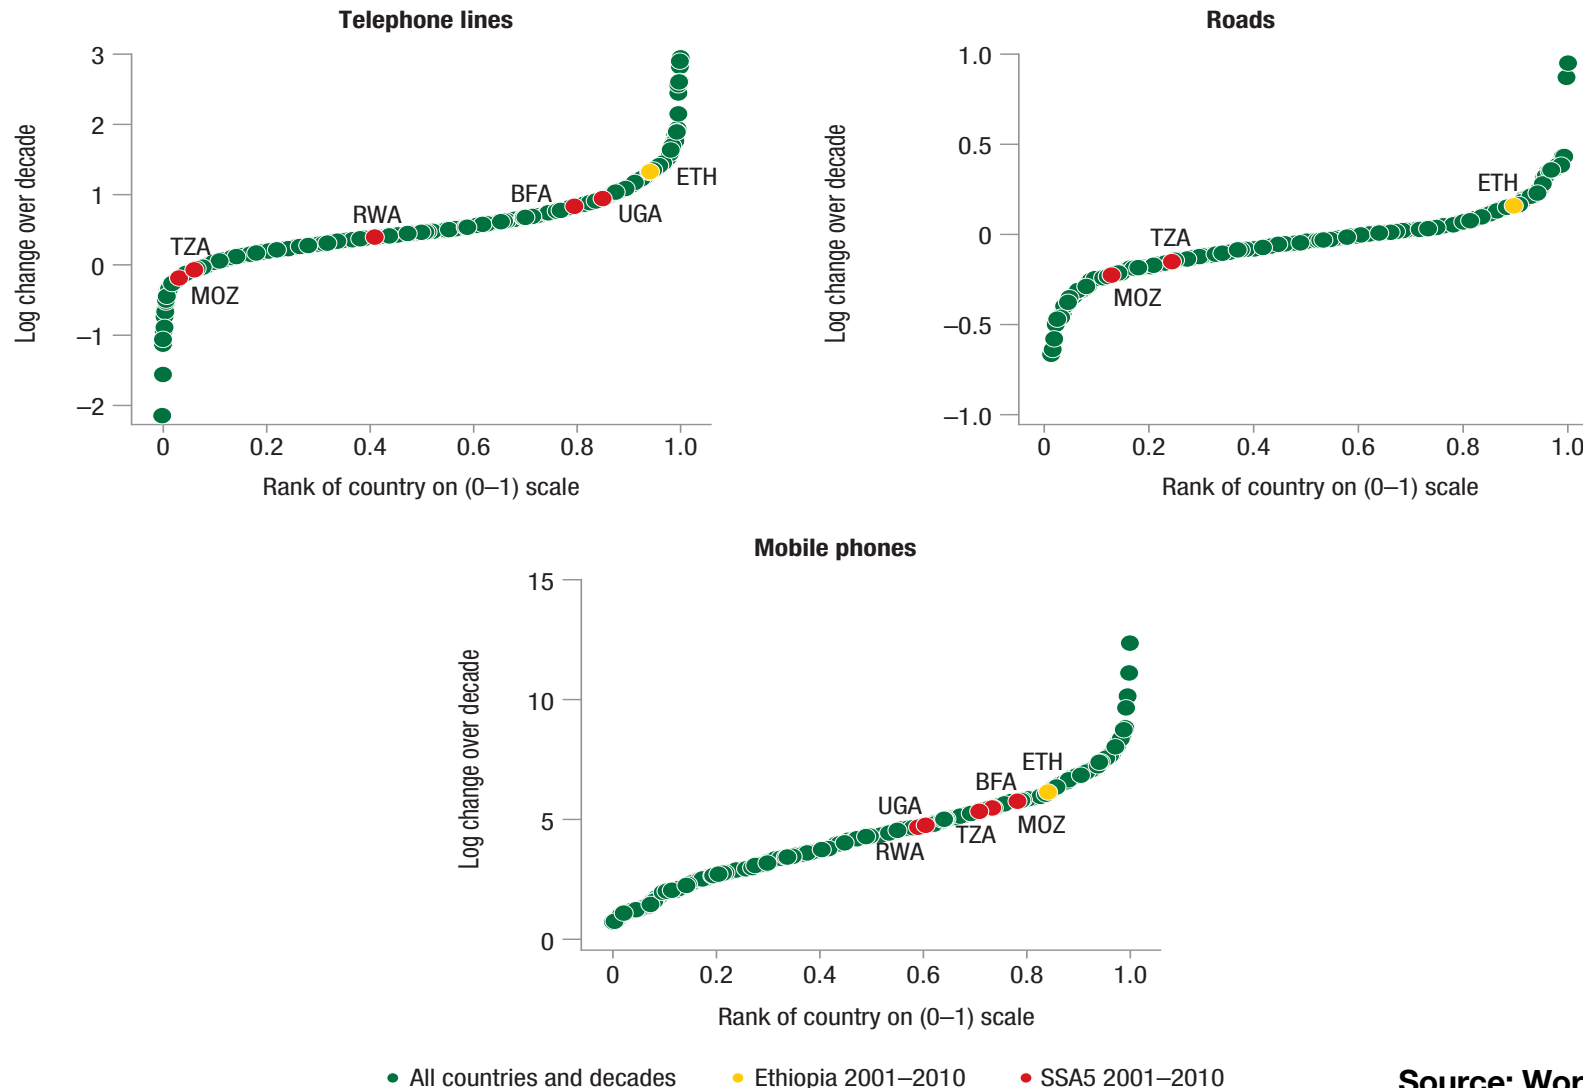 Telephone lines
3
2
1
0
−1
−2
Log change over decade
TZA
MOZ
RWA
BFA
UGA
ETH
0 0.2 0.4 0.6 0.8 1.0
Rank of country on (0–1) scale
Roads
1.0
0.5
0
−0.5
−1.0
Log change over decade
MOZ
TZA
ETH
0 0.2 0.4 0.6 0.8 1.0
Rank of country on (0–1) scale
Mobile phones
15
10
5
0
Log change over decade
UGA
RWA
BFA
TZA
ETH
MOZ
0 0.2 0.4 0.6 0.8 1.0
Rank of country on (0–1) scale
All countries and decades Ethiopia 2001–2010 SSA5 2001–2010
Source: